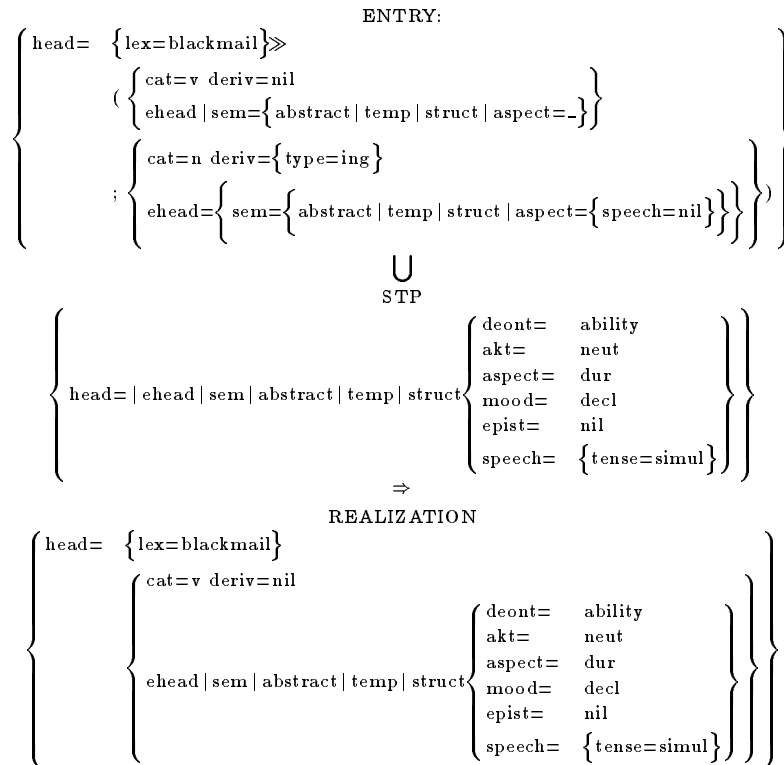 ENTRY:
head= {lex=blackmail}≫
( { cat=v deriv=nil
ehead | sem={abstract | temp | struct | aspect=_} }
; { cat=n deriv={type=ing}
ehead={ sem={abstract | temp | struct | aspect={speech=nil}}} } )
⋃
STP
deont= ability
akt= neut
aspect= dur
head= | ehead | sem | abstract | temp | struct
mood= decl
epist= nil
speech= {tense=simul}
⇒
REALIZATION
head= {lex=blackmail}
cat=v deriv=nil
deont= ability
akt= neut
aspect= dur
ehead | sem | abstract | temp | struct
mood= decl
epist= nil
speech= {tense=simul}